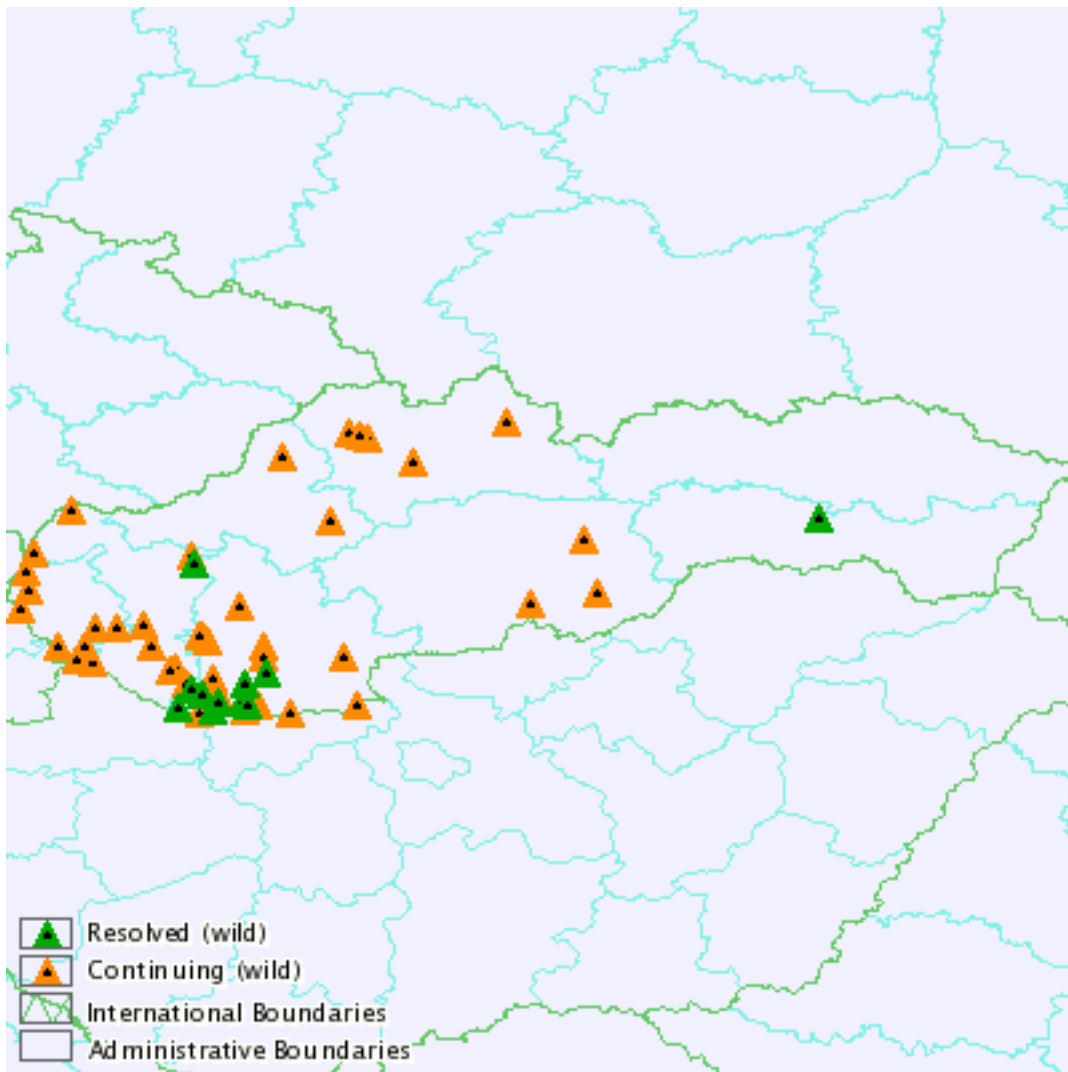 Resolved (wild)
Continuing (wild)
International Boundaries
Administrative Boundaries